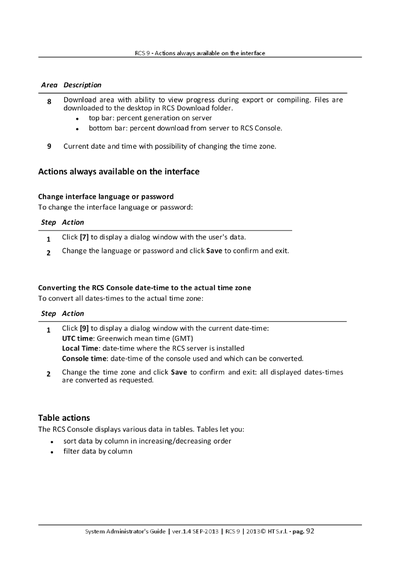 RCS 9 - Actions always available on the interface
Area Description
8 Download area with ability to view progress during export or compiling. Files are
downloaded to the desktop in RCS Download folder.
• top bar: percent generation on server
• bottom bar: percent download from server to RCS Console.
9 Current date and time with possibility of changing the time zone.
Actions always available on the interface
Change interface language or password
To change the interface language or password:
Step Action
1 Click [7] to display a dialog window with the user's data.
2 Change the language or password and click Save to confirm and exit.
Converting the RCS Console date-time to the actual time zone
To convert all dates-times to the actual time zone:
Step Action
1 Click [9] to display a dialog window with the current date-time:
UTC time: Greenwich mean time (GMT)
Local Time: date-time where the RCS server is installed
Console time: date-time of the console used and which can be converted.
2 Change the time zone and click Save to confirm and exit: all displayed dates-times
are converted as requested.
Table actions
The RCS Console displays various data in tables. Tables let you:
• sort data by column in increasing/decreasing order
• filter data by column
System Administrator's Guide | ver.1.4 SEP-2013 | RCS 9 | 2013© HT S.r.l. - pag. 92